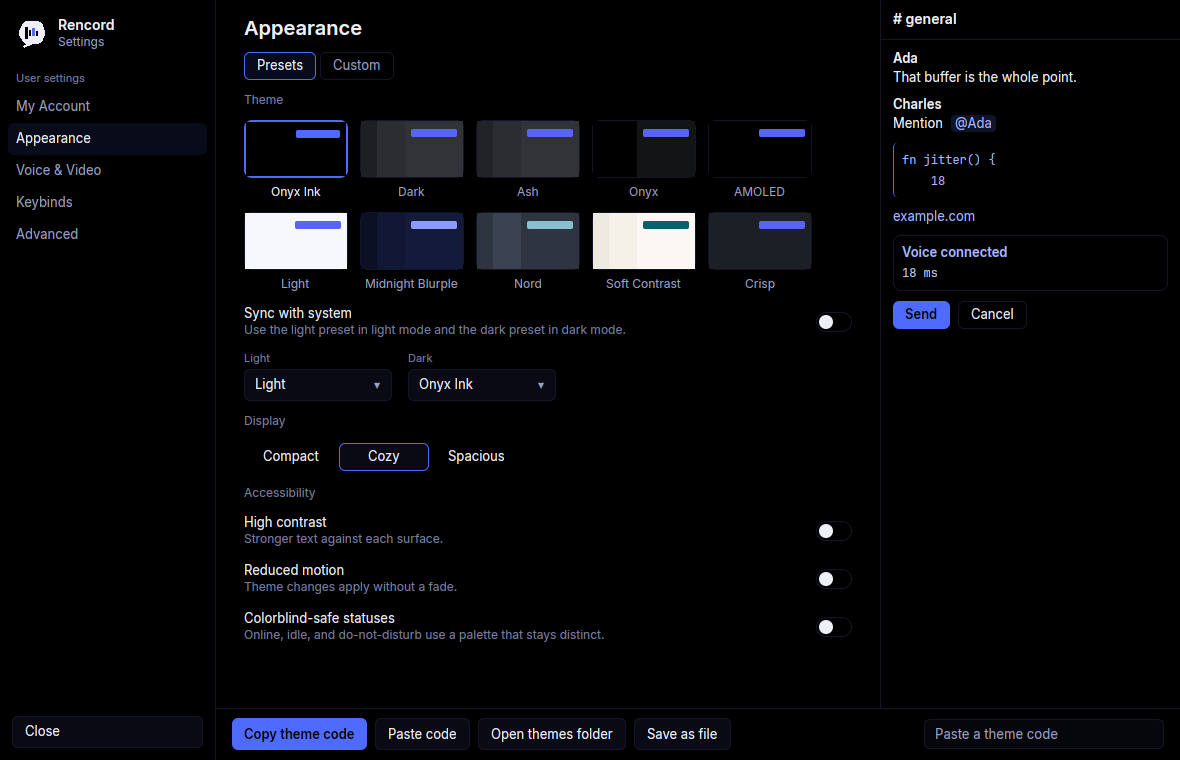 Rencord
Settings
User settings
My Account
Appearance
Voice & Video
Keybinds
Advanced
Close
Appearance
Presets
Custom
Theme
Onyx Ink
Dark
Ash
Onyx
AMOLED
Light
Midnight Blurple
Nord
Soft Contrast
Crisp
Sync with system
Use the light preset in light mode and the dark preset in dark mode.
Light
Dark
Light
Onyx Ink
Display
Compact
Cozy
Spacious
Accessibility
High contrast
Stronger text against each surface.
Reduced motion
Theme changes apply without a fade.
Colorblind-safe statuses
Online, idle, and do-not-disturb use a palette that stays distinct.
Copy theme code
Paste code
Open themes folder
Save as file
Paste a theme code
# general
Ada
That buffer is the whole point.
Charles
Mention @Ada
fn jitter() {
18
example.com
Voice connected
18 ms
Send
Cancel